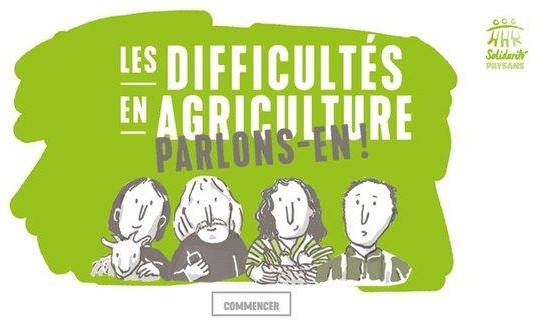 LES DIFFICULTÉS
EN AGRICULTURE
PARLONS-EN !
Solidarité
PAYSANS
COMMENCER